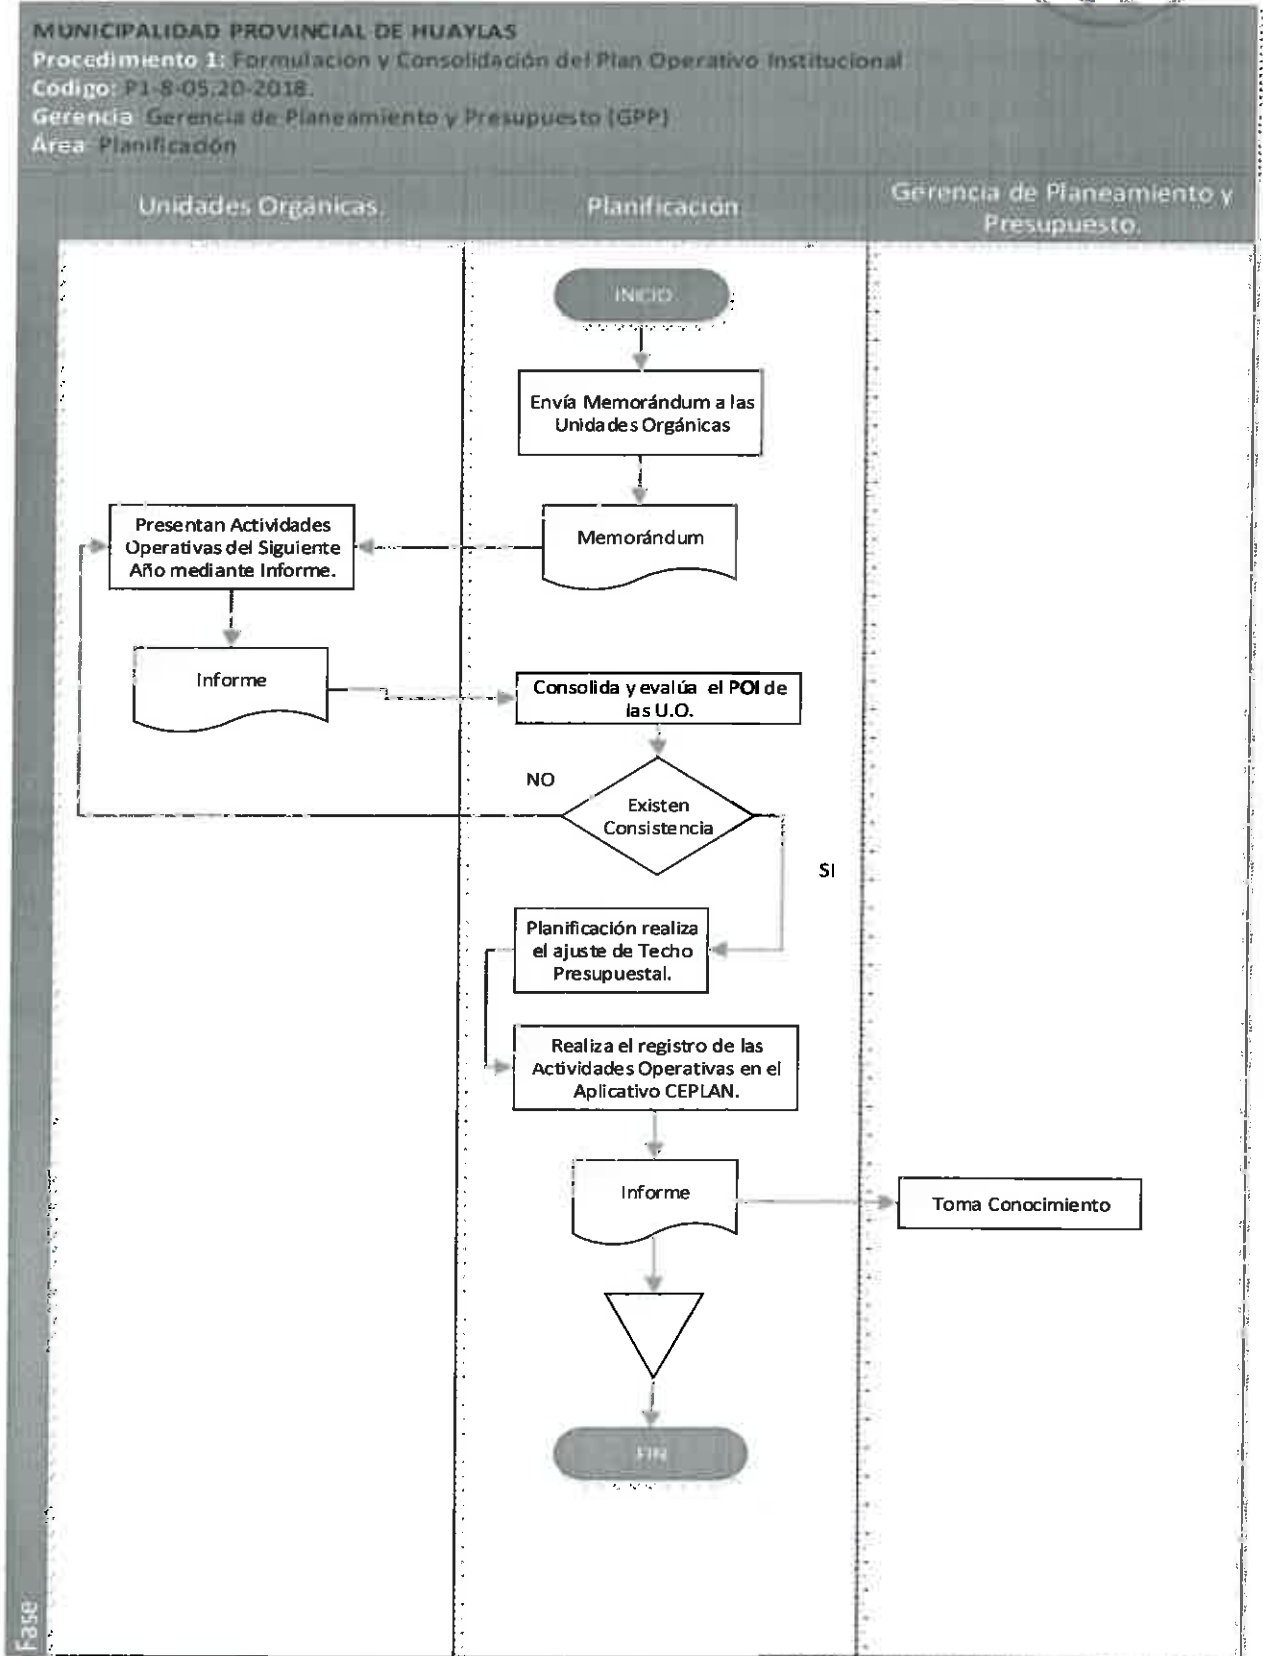 MUNICIPALIDAD PROVINCIAL DE HUAYLAS
Procedimiento 1: Formulacion y Consolidación del Plan Operativo Institucional
Codigo: P1-8-05.20-2018.
Gerencia Gerencia de Planeamiento y Presupuesto (GPP)
Área Planificación
Unidades Orgánicas.
Planificación
Gerencia de Planeamiento y
Presupuesto.
INICIO
Envía Memorándum a las
Unidades Orgánicas
Memorándum
Presentan Actividades
Operativas del Siguiente
Año mediante Informe.
Informe
Consolida y evalúa el POI de
las U.O.
NO
Existen
Consistencia
SI
Planificación realiza
el ajuste de Techo
Presupuestal.
Realiza el registro de las
Actividades Operativas en el
Aplicativo CEPLAN.
Informe
Toma Conocimiento
FIN
Fase